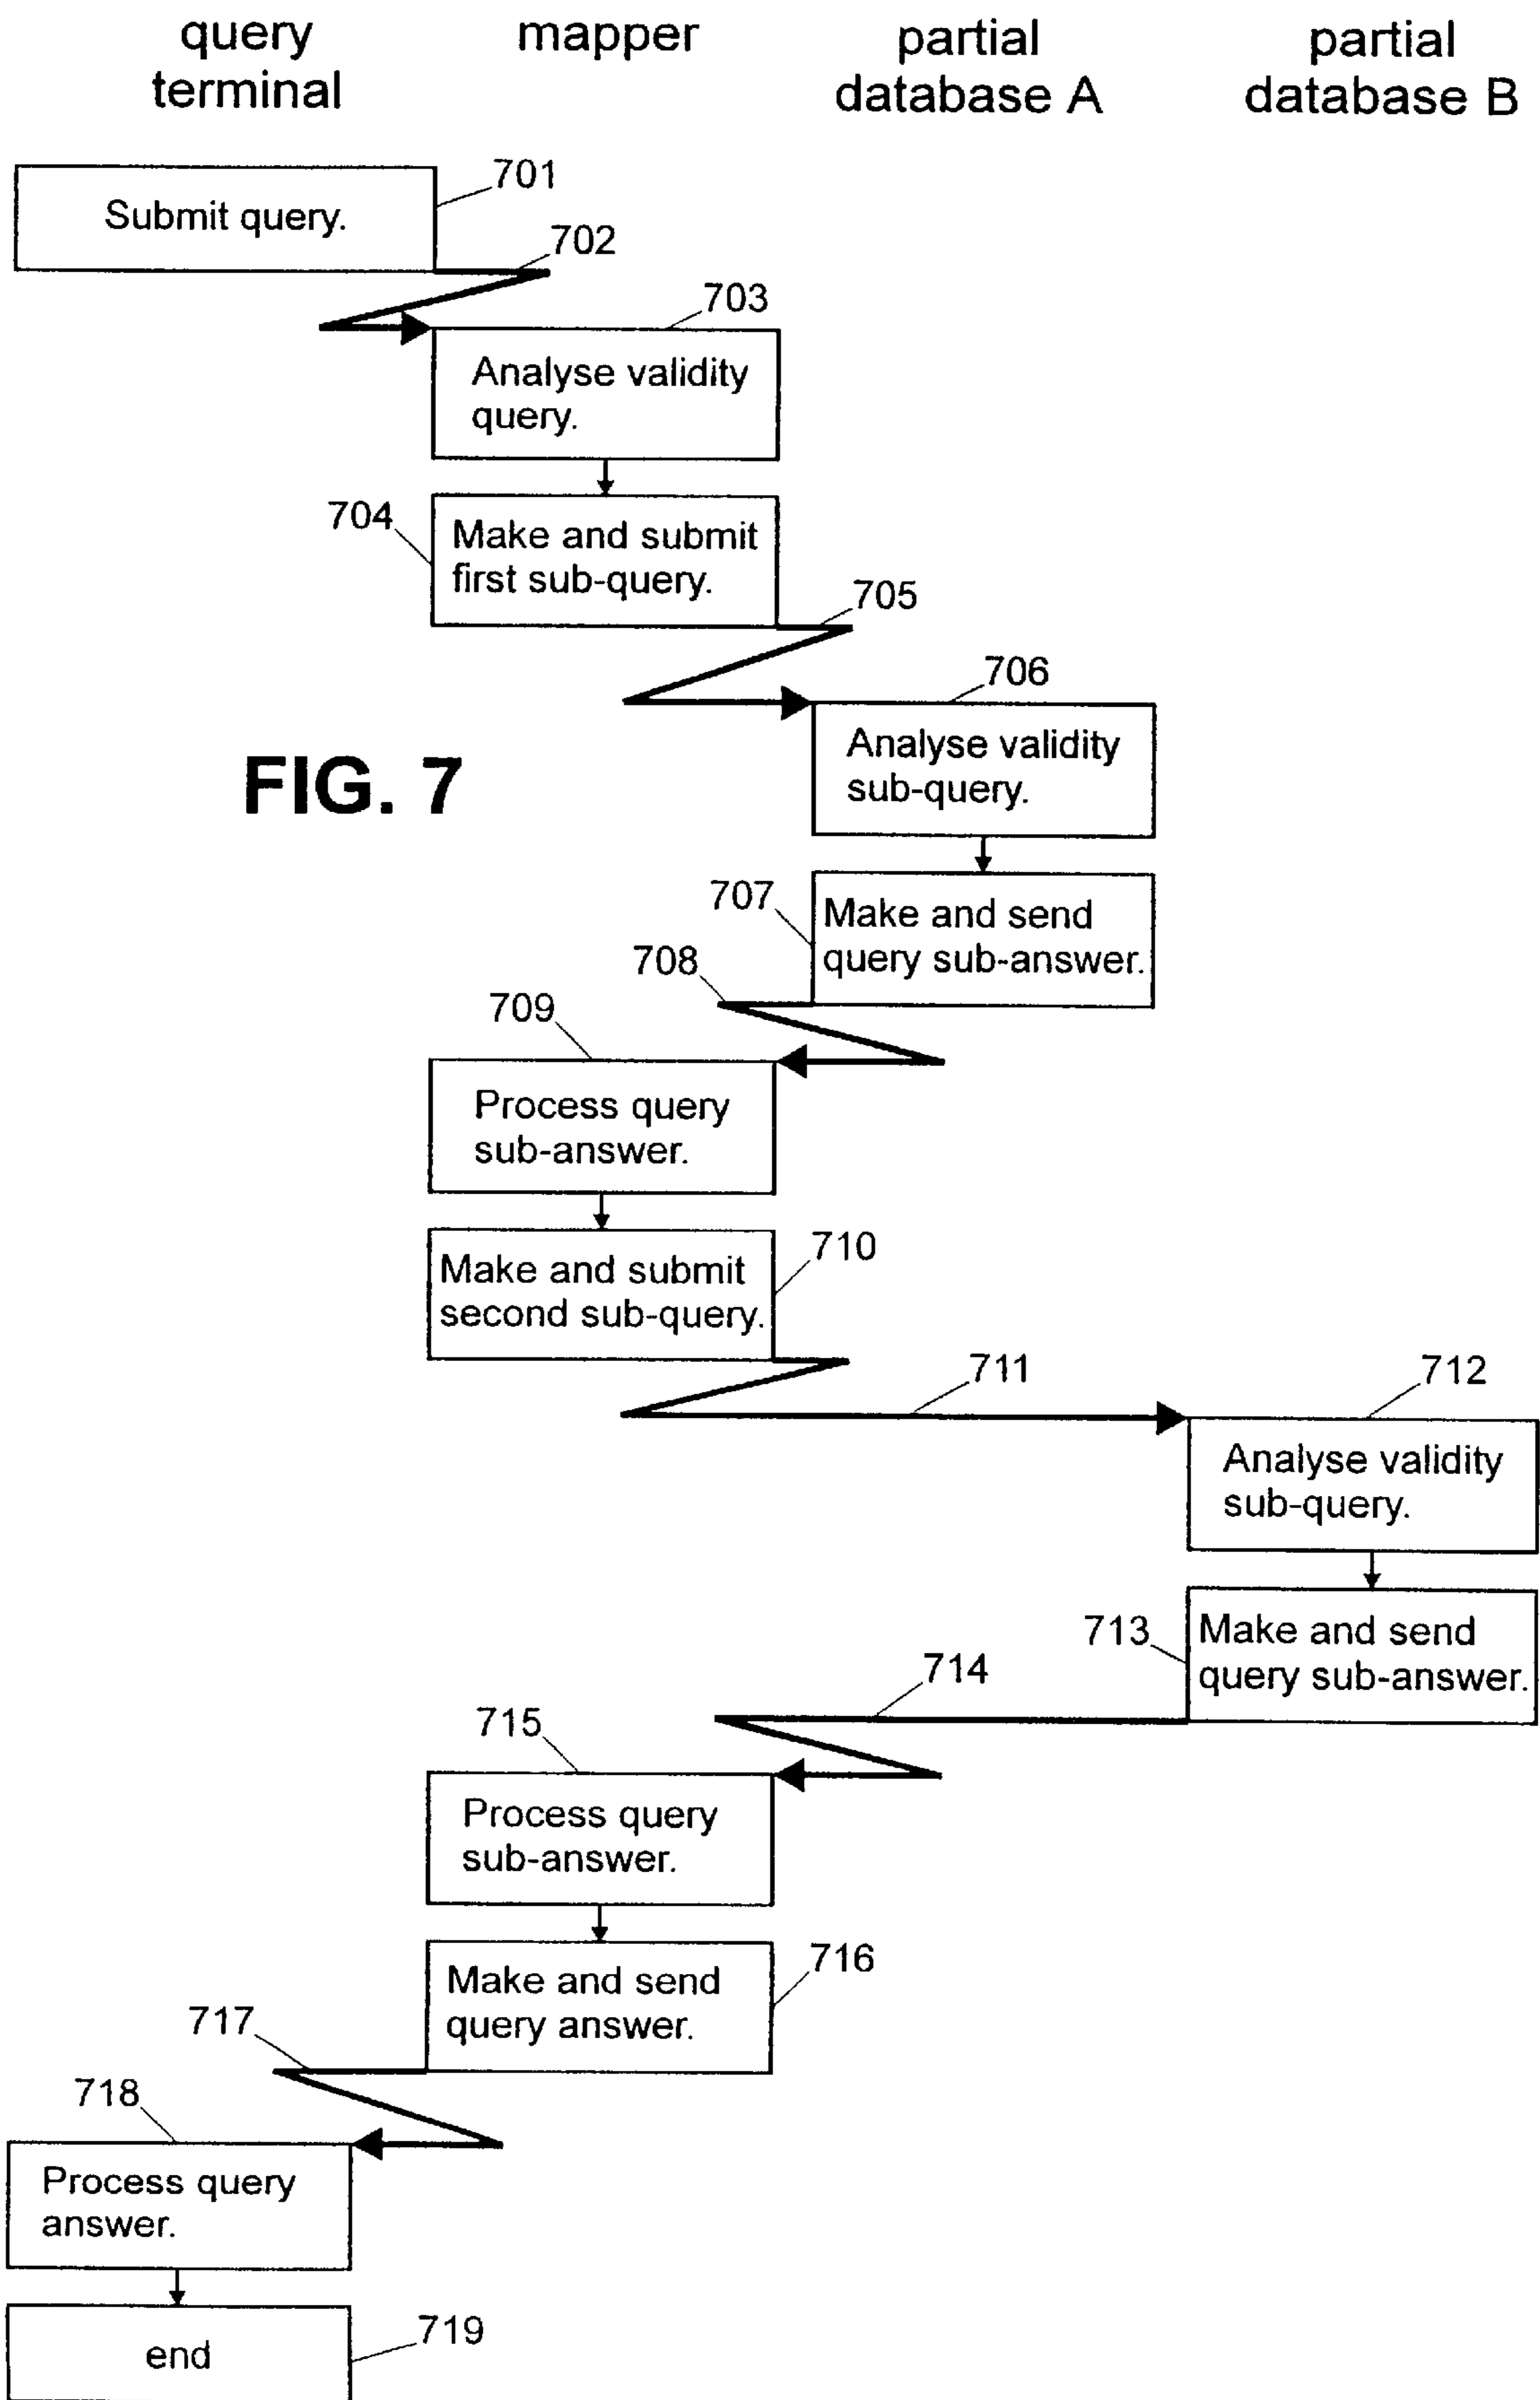 query
terminal
mapper
partial
database A
partial
database B
701
Submit query.
702
703
Analyse validity
query.
704
Make and submit
first sub-query.
705
706
Analyse validity
sub-query.
FIG. 7
707
Make and send
query sub-answer.
708
709
Process query
sub-answer.
710
Make and submit
second sub-query.
711
712
Analyse validity
sub-query.
713
Make and send
query sub-answer.
714
715
Process query
sub-answer.
716
Make and send
query answer.
717
718
Process query
answer.
end
719